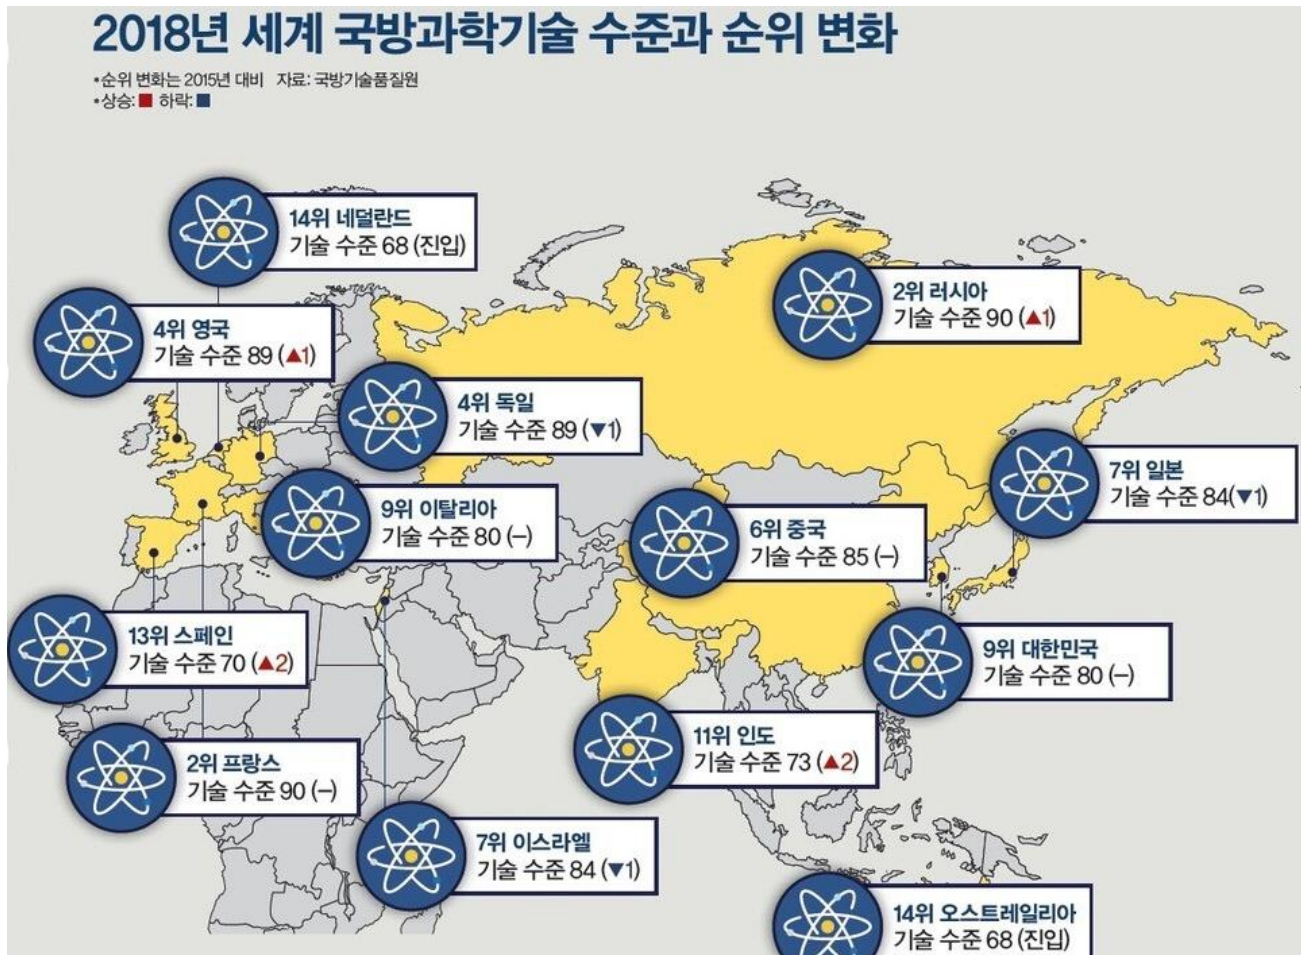 2018년 세계 국방과학기술 수준과 순위 변화
*순위 변화는 2015년 대비 자료: 국방기술품질원
*상승: ■ 하락: ■
14위 네덜란드
기술 수준 68 (진입)
2위 러시아
기술 수준 90 (▲1)
4위 영국
기술 수준 89 (▲1)
4위 독일
기술 수준 89 (▼1)
7위 일본
기술 수준 84(▼1)
9위 이탈리아
기술 수준 80 (–)
6위 중국
기술 수준 85 (–)
13위 스페인
기술 수준 70 (▲2)
9위 대한민국
기술 수준 80 (–)
11위 인도
기술 수준 73 (▲2)
2위 프랑스
기술 수준 90 (–)
7위 이스라엘
기술 수준 84 (▼1)
14위 오스트레일리아
기술 수준 68 (진입)